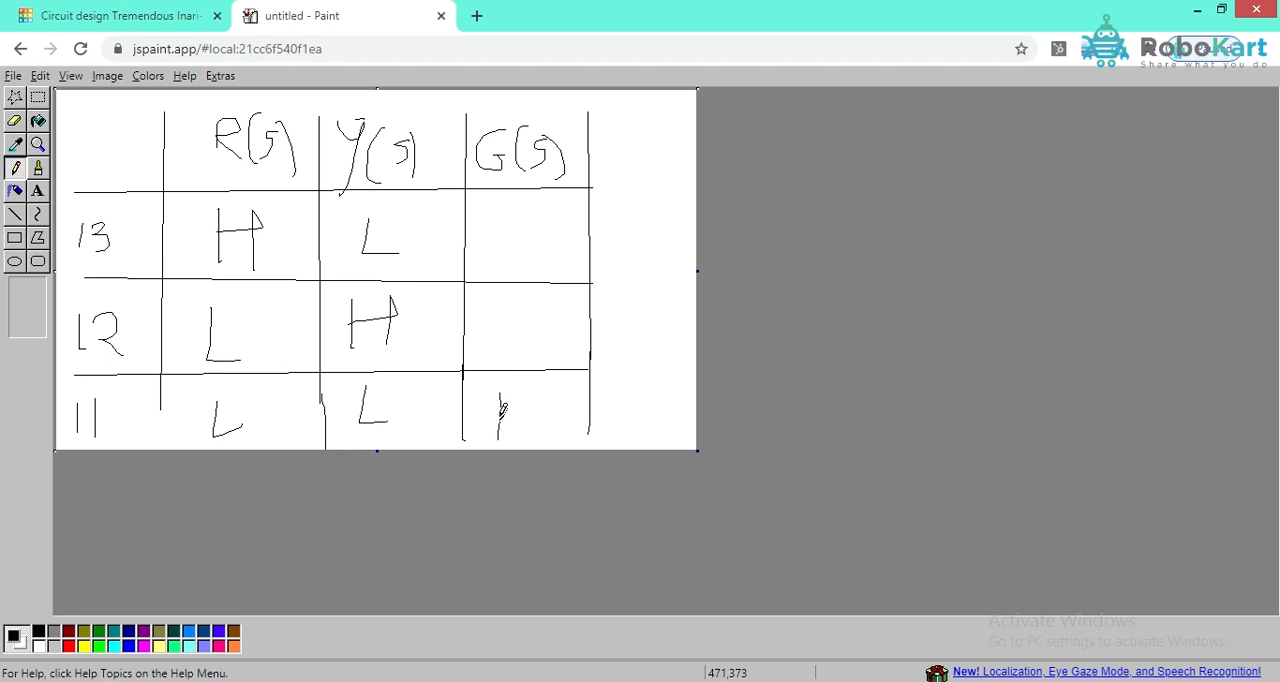 Circuit design Tremendous Inari-
untitled - Paint
jspaint.app/#local:21cc6f540f1ea
RoboKart
Share what you do
File Edit View Image Colors Help Extras
R(G) Y(S) G(S)
13 H L
12 L H
11 L L
Activate Windows
Go to PC settings to activate Windows.
For Help, click Help Topics on the Help Menu.
471,373
New! Localization, Eye Gaze Mode, and Speech Recognition!